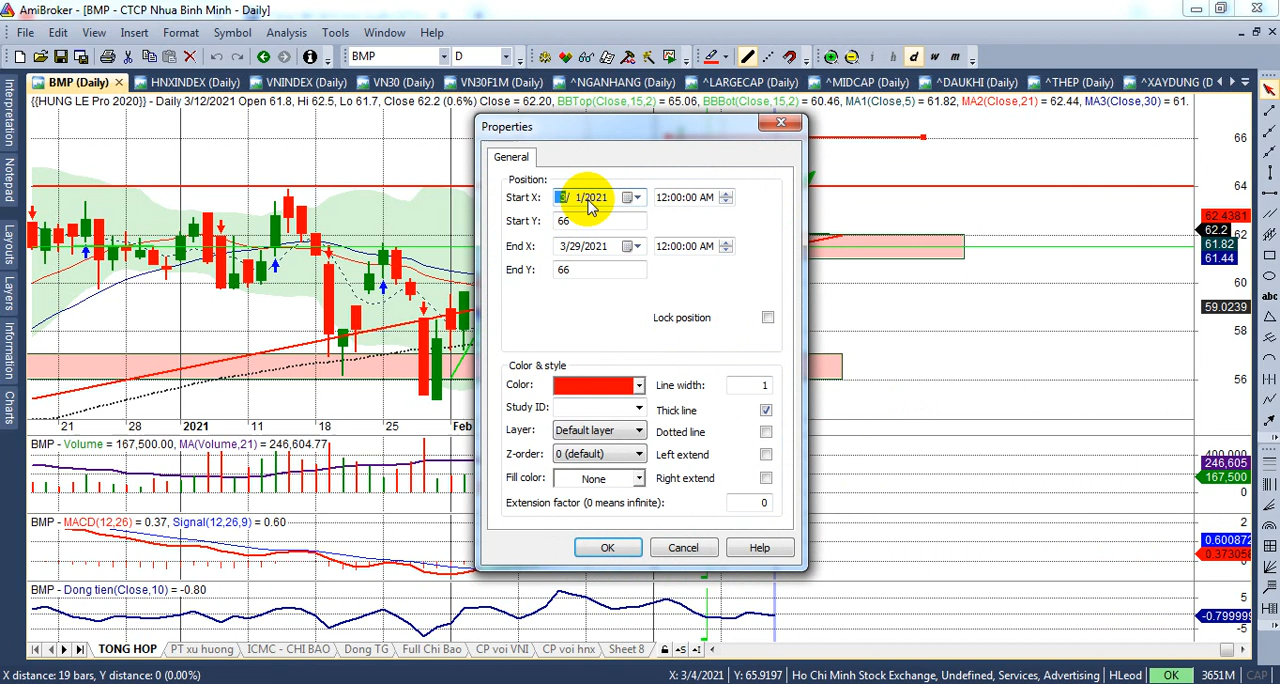 AmiBroker - [BMP - CTCP Nhua Binh Minh - Daily]
File Edit View Insert Format Symbol Analysis Tools Window Help
BMP D i h d w m
BMP (Daily) HNXINDEX (Daily) VNINDEX (Daily) VN30 (Daily) VN30F1M (Daily) ^NGANHANG (Daily) ^LARGECAP (Daily) ^MIDCAP (Daily) ^DAUKHI (Daily) ^THEP (Daily) ^XAYDUNG (D
{{HUNG LE Pro 2020}} - Daily 3/12/2021 Open 61.8, Hi 62.5, Lo 61.7, Close 62.2 (0.6%) Close = 62.20, BBTop(Close,15,2) = 65.06, BBBot(Close,15,2) = 60.46, MA1(Close,5) = 61.82, MA2(Close,21) = 62.44, MA3(Close,30) = 61.
Interpretation
Notepad
Layouts
Layers
Information
Charts
Properties
General
Position:
Start X: 3/ 1/2021 12:00:00 AM
Start Y: 66
End X: 3/29/2021 12:00:00 AM
End Y: 66
Lock position
Color & style
Color: Line width: 1
Study ID: Thick line
Layer: Default layer Dotted line
Z-order: 0 (default) Left extend
Fill color: None Right extend
Extension factor (0 means infinite): 0
OK Cancel Help
66
64
62.4381
62.2
61.82
61.44
60
59.0239
58
56
abc
21 2021 11 18 25 Feb
BMP - Volume = 167,500.00, MA(Volume,21) = 246,604.77
400,000
246,605
167,500
0
BMP - MACD(12,26) = 0.37, Signal(12,26,9) = 0.60
2
0.600872
0.373058
BMP - Dong tien(Close,10) = -0.80
5
-0.799999
-5
TONG HOP PT xu huong ICMC - CHI BAO Dong TG Full Chi Bao CP voi VNI CP voi hnx Sheet 8
X distance: 19 bars, Y distance: 0 (0.00%) X: 3/4/2021 Y: 65.9197 Ho Chi Minh Stock Exchange, Undefined, Services, Advertising HLeod OK 3651M CAP